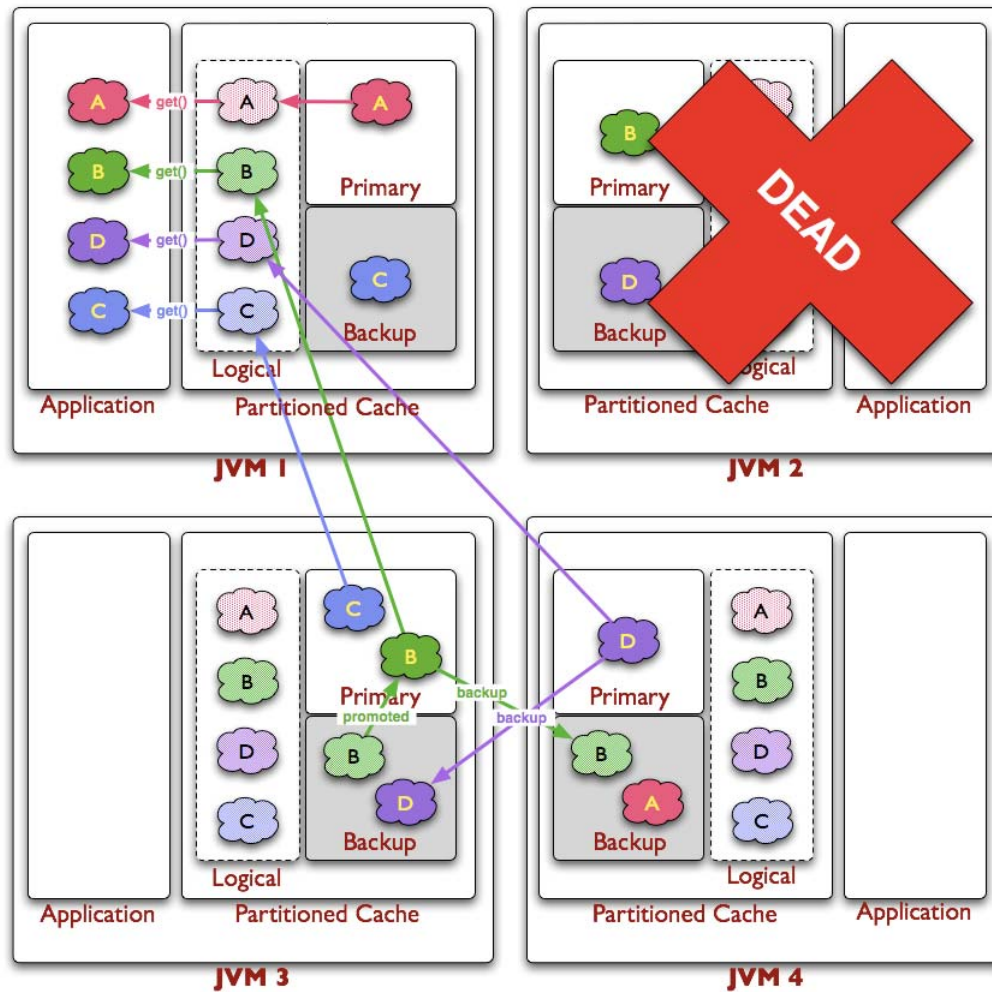 A get() A A
B get() B
Primary
D get() D
C
C get() C
Backup
Logical
Application
Partitioned Cache
JVM 1
B
Primary
DEAD
D
Backup
Partitioned Cache
Application
JVM 2
A
C
B
B
Primary
backup
promoted
D
B
D
C
Backup
Logical
Application
Partitioned Cache
JVM 3
D
A
Primary
B
backup
B
D
A
C
Backup
Logical
Partitioned Cache
Application
JVM 4